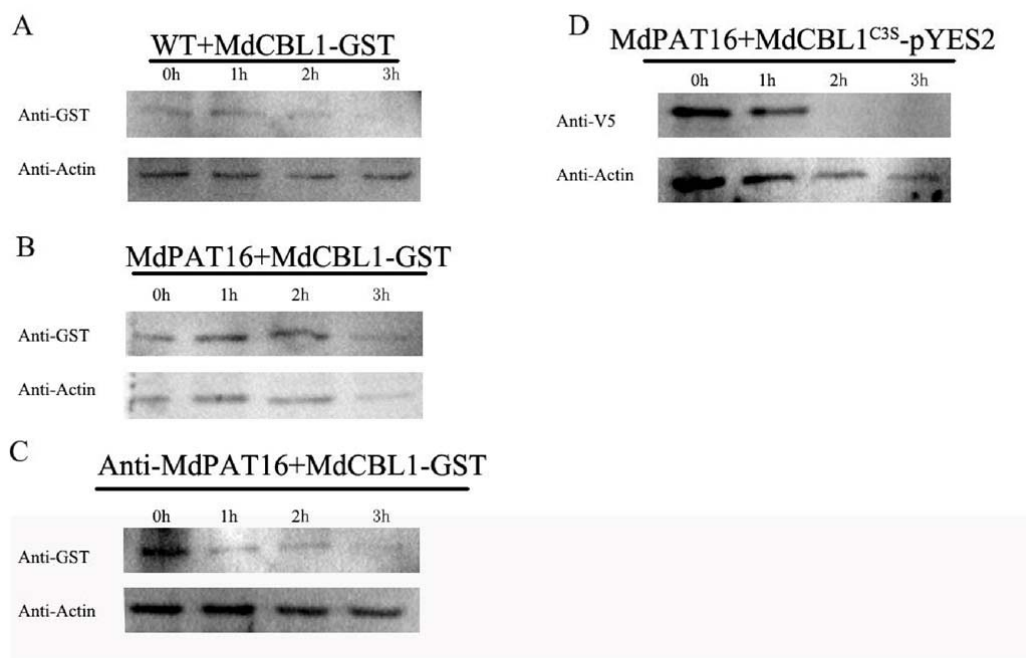 A
WT+MdCBL1-GST
0h 1h 2h 3h
Anti-GST
Anti-Actin
B
MdPAT16+MdCBL1-GST
0h 1h 2h 3h
Anti-GST
Anti-Actin
C
Anti-MdPAT16+MdCBL1-GST
0h 1h 2h 3h
Anti-GST
Anti-Actin
D
MdPAT16+MdCBL1C3S-pYES2
0h 1h 2h 3h
Anti-V5
Anti-Actin